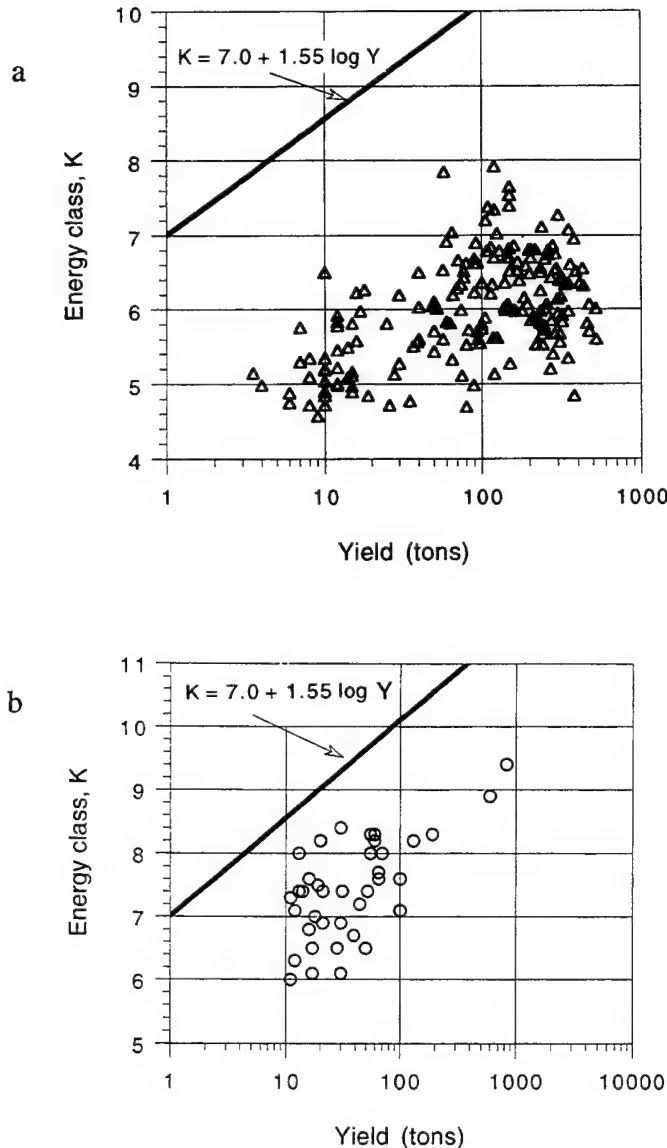 a
10
K = 7.0 + 1.55 log Y
9
8
7
6
5
4
Energy class, K
1 10 100 1000
Yield (tons)
b
11
K = 7.0 + 1.55 log Y
10
9
8
7
6
5
Energy class, K
1 10 100 1000 10000
Yield (tons)